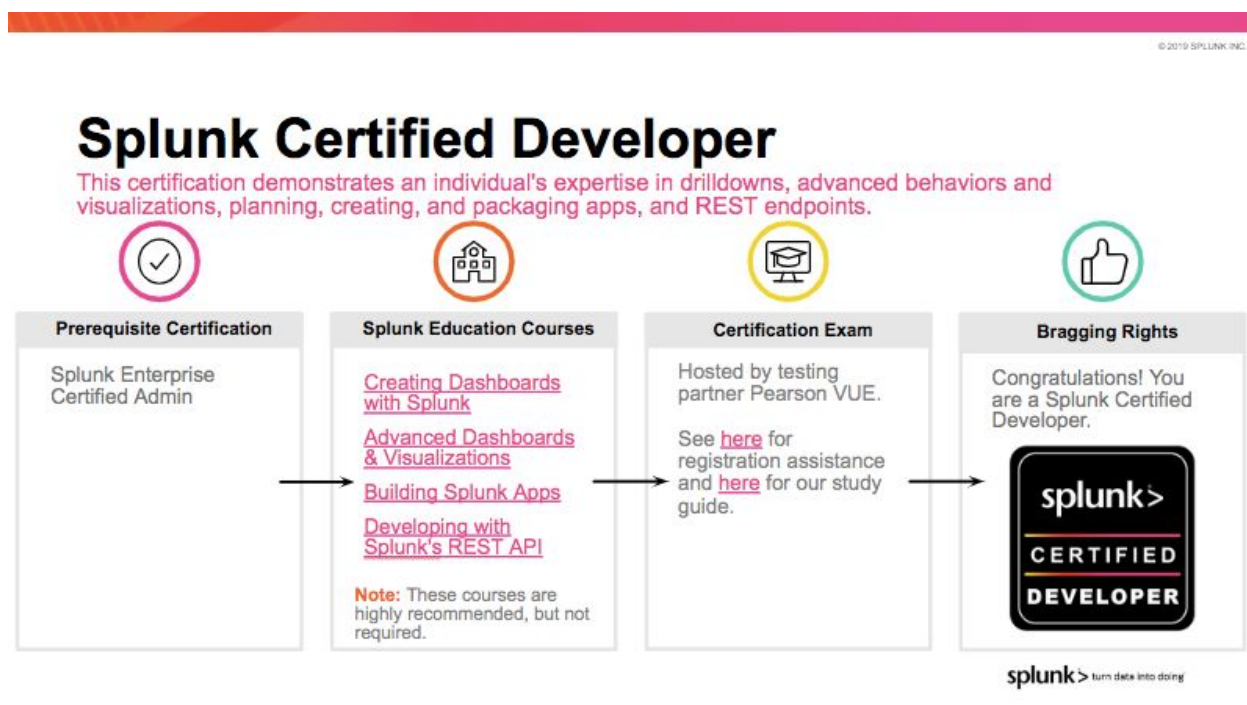 © 2019 SPLUNK INC.
Splunk Certified Developer
This certification demonstrates an individual's expertise in drilldowns, advanced behaviors and
visualizations, planning, creating, and packaging apps, and REST endpoints.
Prerequisite Certification
Splunk Enterprise
Certified Admin
Splunk Education Courses
Creating Dashboards
with Splunk
Advanced Dashboards
& Visualizations
Building Splunk Apps
Developing with
Splunk's REST API
Note: These courses are
highly recommended, but not
required.
Certification Exam
Hosted by testing
partner Pearson VUE.
See here for
registration assistance
and here for our study
guide.
Bragging Rights
Congratulations! You
are a Splunk Certified
Developer.
splunk>
CERTIFIED
DEVELOPER
splunk> turn data into doing